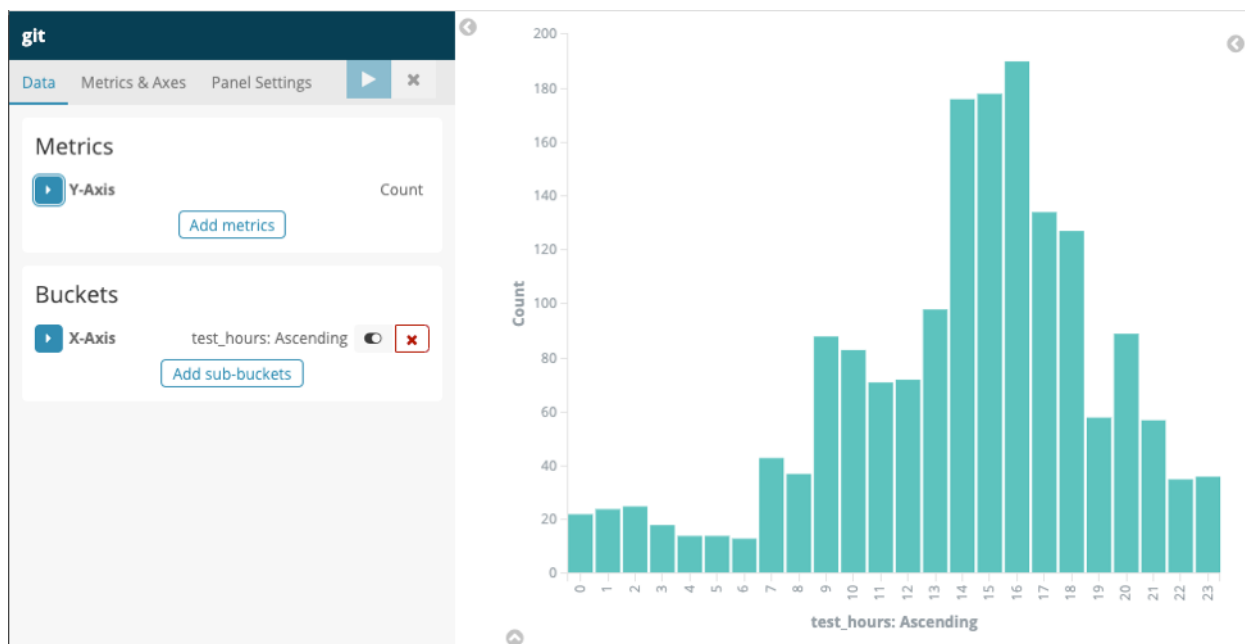 git
Data Metrics & Axes Panel Settings
Metrics
Y-Axis Count
Add metrics
Buckets
X-Axis test_hours: Ascending
Add sub-buckets
200
180
160
140
120
100
80
60
40
20
0
Count
0 1 2 3 4 5 6 7 8 9 10 11 12 13 14 15 16 17 18 19 20 21 22 23
test_hours: Ascending